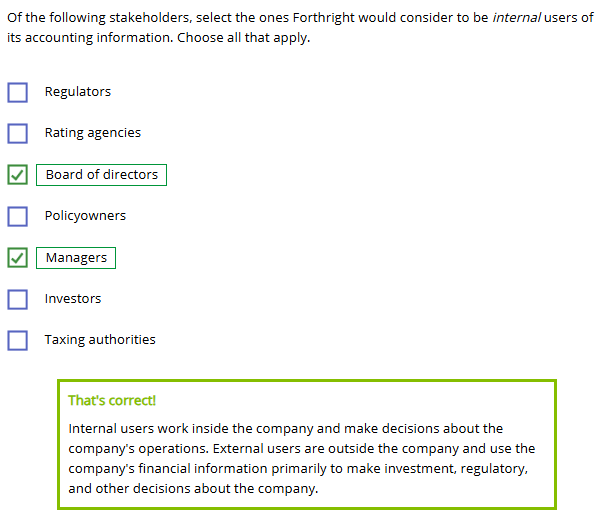 Of the following stakeholders, select the ones Forthright would consider to be internal users of
its accounting information. Choose all that apply.
Regulators
Rating agencies
Board of directors
Policyowners
Managers
Investors
Taxing authorities
That's correct!
Internal users work inside the company and make decisions about the
company's operations. External users are outside the company and use the
company's financial information primarily to make investment, regulatory,
and other decisions about the company.